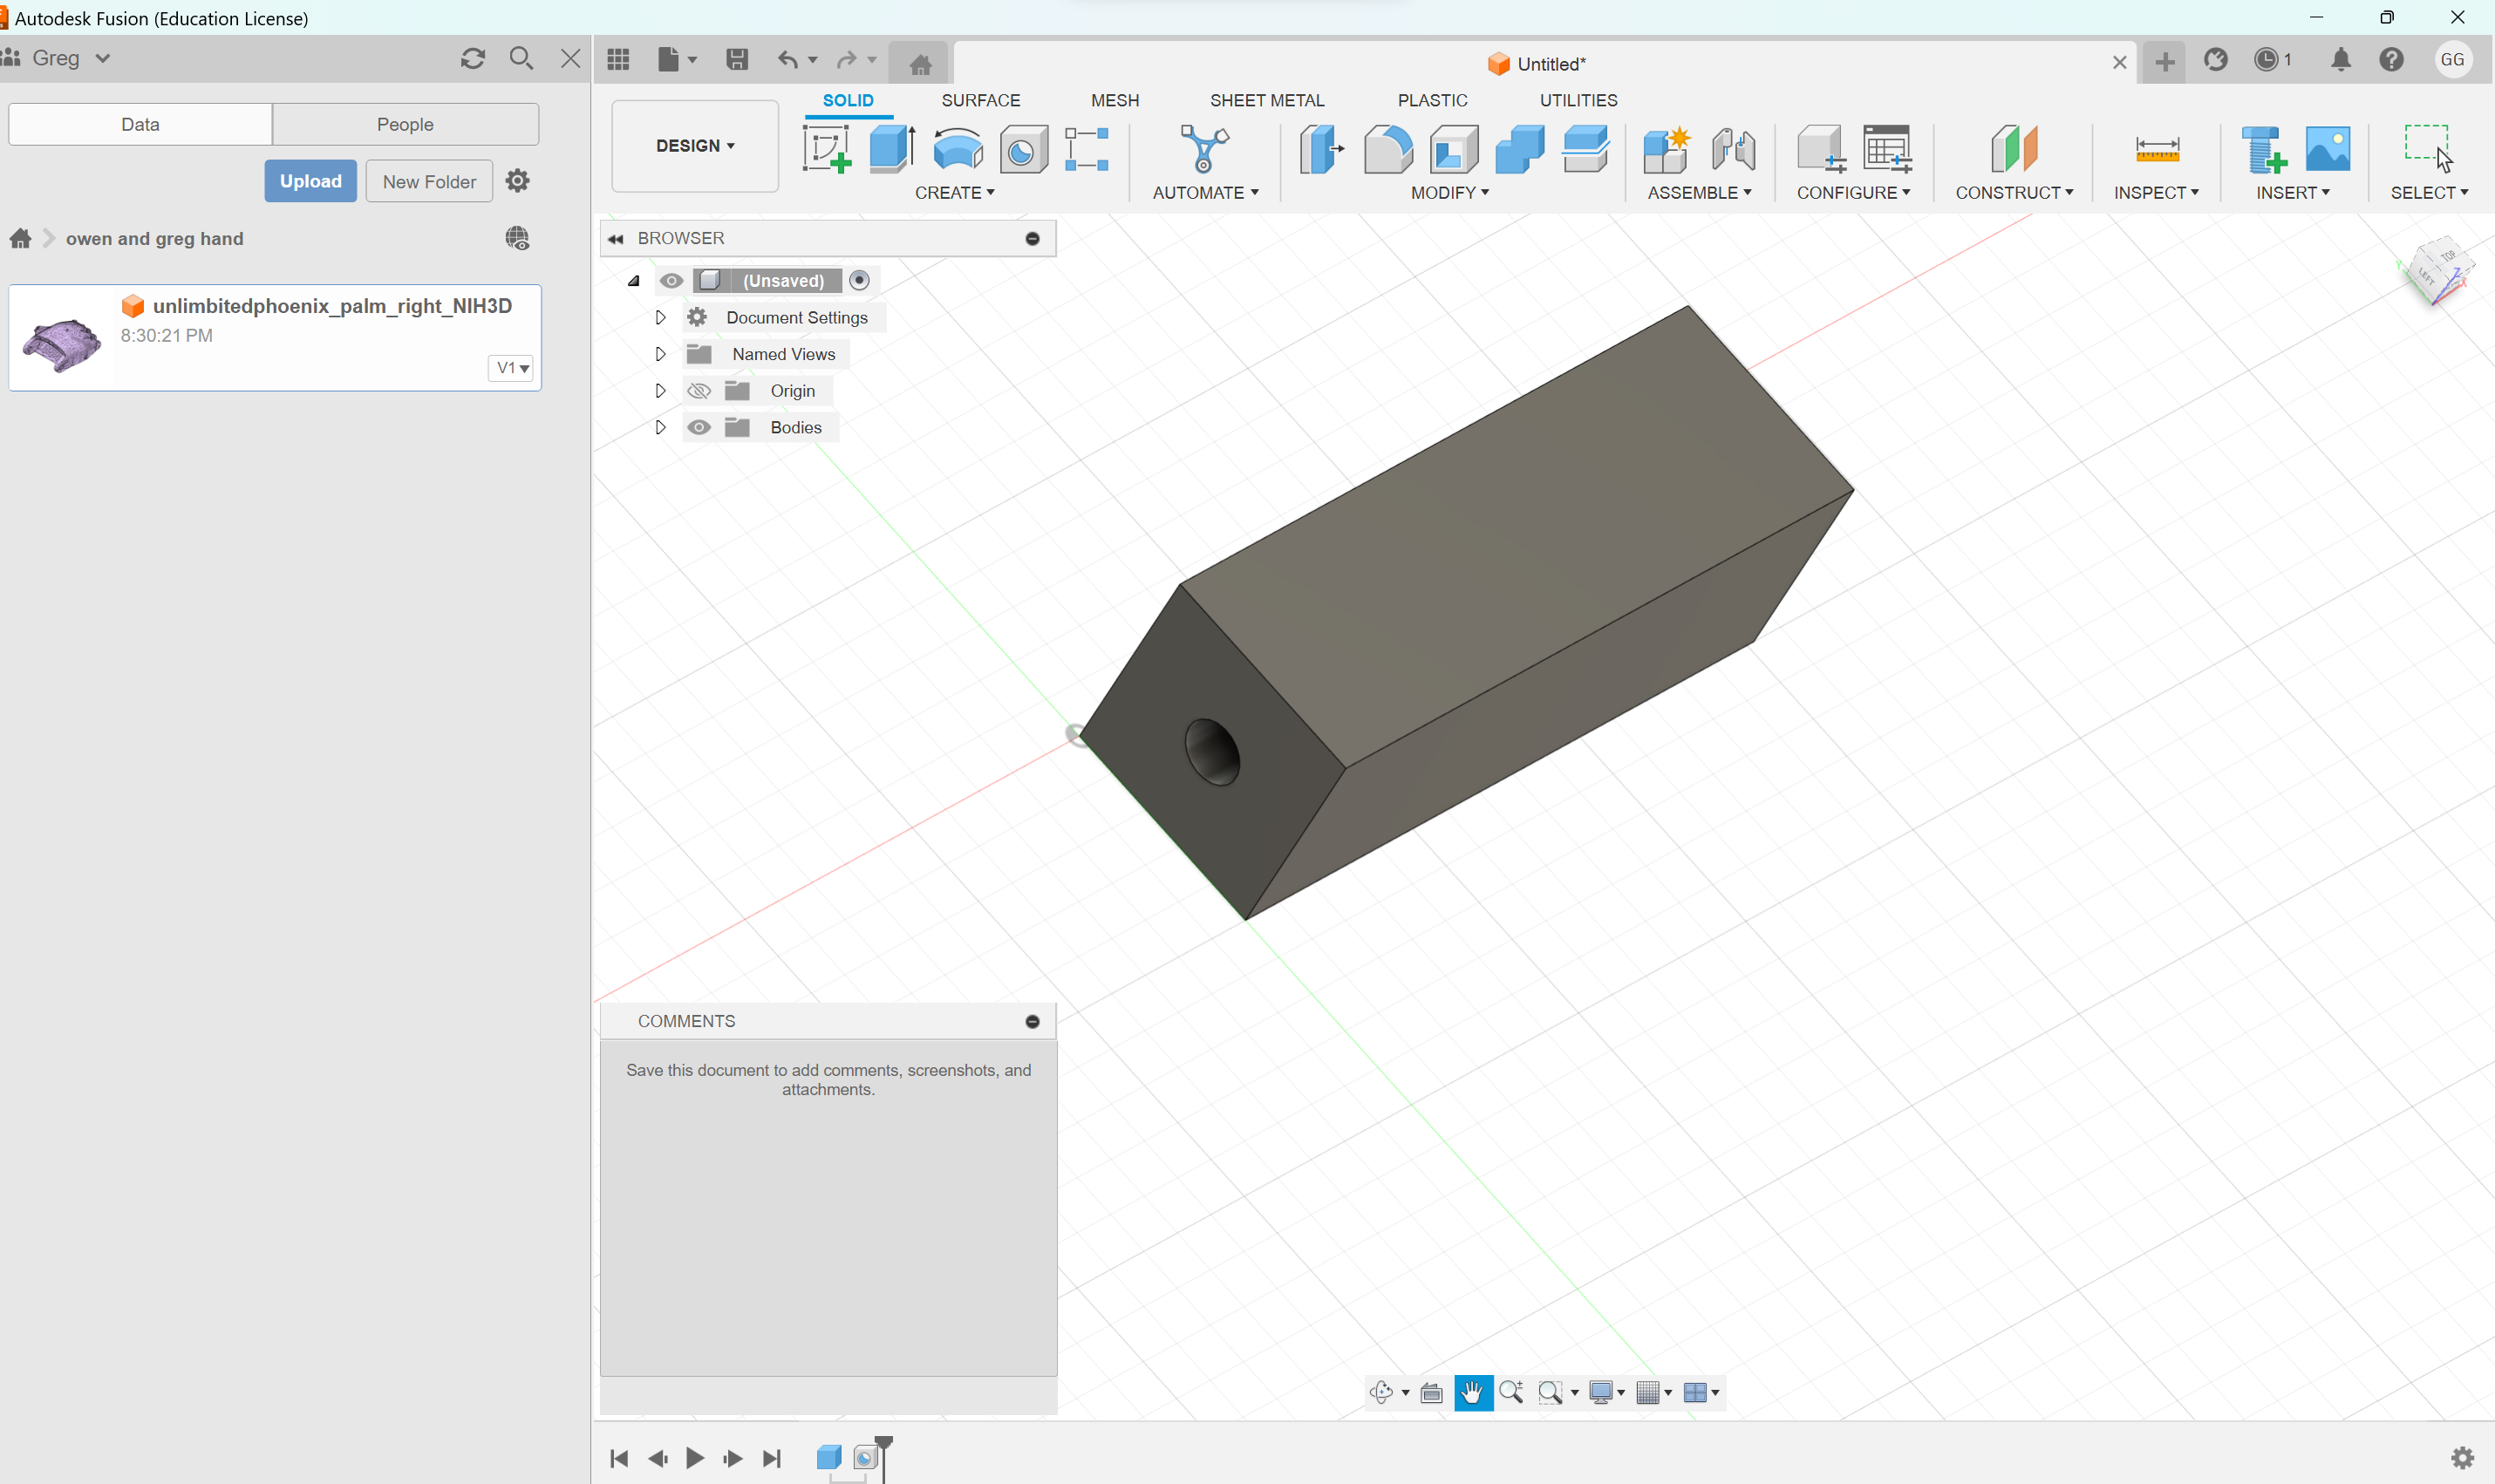 Autodesk Fusion (Education License)
Greg
Untitled*
1
GG
Data
People
Upload
New Folder
owen and greg hand
unlimbitedphoenix_palm_right_NIH3D
8:30:21 PM
V1
DESIGN
SOLID
SURFACE
MESH
SHEET METAL
PLASTIC
UTILITIES
CREATE
AUTOMATE
MODIFY
ASSEMBLE
CONFIGURE
CONSTRUCT
INSPECT
INSERT
SELECT
BROWSER
(Unsaved)
Document Settings
Named Views
Origin
Bodies
TOP
LEFT
Y
Z
X
COMMENTS
Save this document to add comments, screenshots, and
attachments.